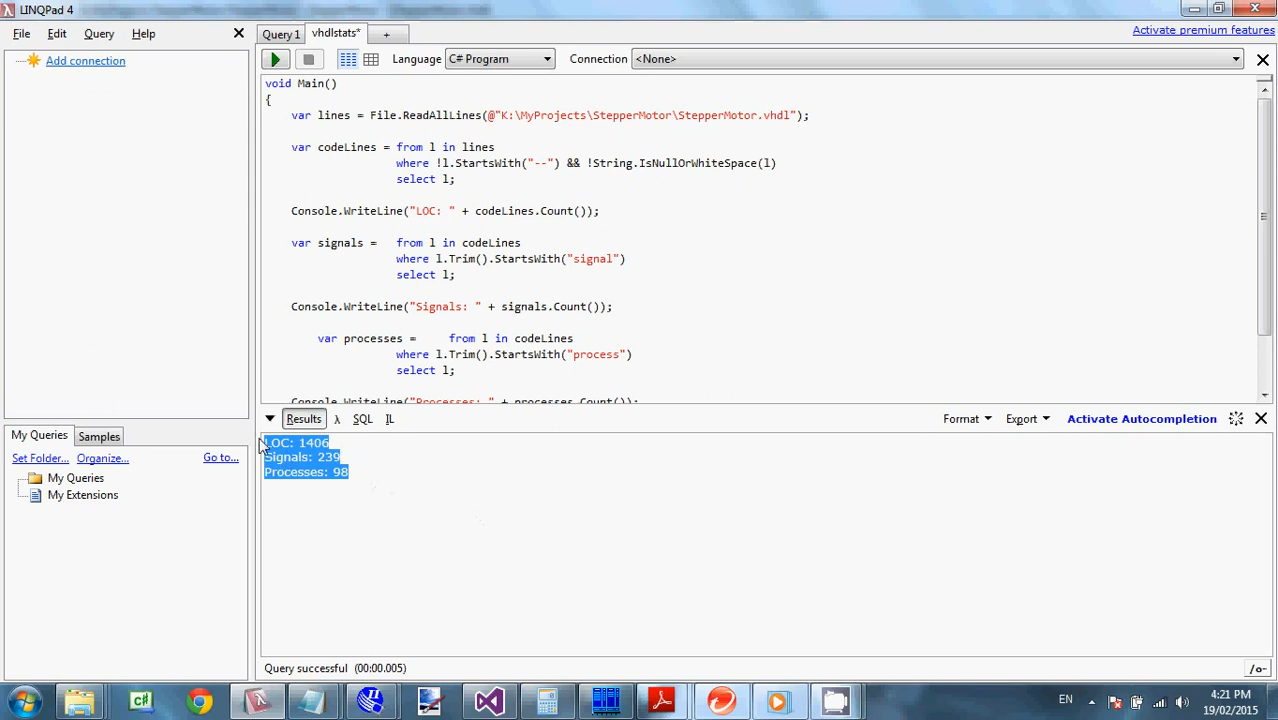 LINQPad 4
File Edit Query Help
Add connection
Query 1 vhdlstats* +
Activate premium features
Language C# Program Connection <None>
void Main()
{
var lines = File.ReadAllLines(@"K:\MyProjects\StepperMotor\StepperMotor.vhdl");
var codeLines = from l in lines
where !l.StartsWith("--") && !String.IsNullOrWhiteSpace(l)
select l;
Console.WriteLine("LOC: " + codeLines.Count());
var signals = from l in codeLines
where l.Trim().StartsWith("signal")
select l;
Console.WriteLine("Signals: " + signals.Count());
var processes = from l in codeLines
where l.Trim().StartsWith("process")
select l;
Console.WriteLine("Processes: " + processes.Count());
Results λ SQL IL
Format Export Activate Autocompletion
LOC: 1406
Signals: 239
Processes: 98
My Queries Samples
Set Folder... Organize... Go to...
My Queries
My Extensions
Query successful (00:00.005)
/o-
EN
4:21 PM
19/02/2015